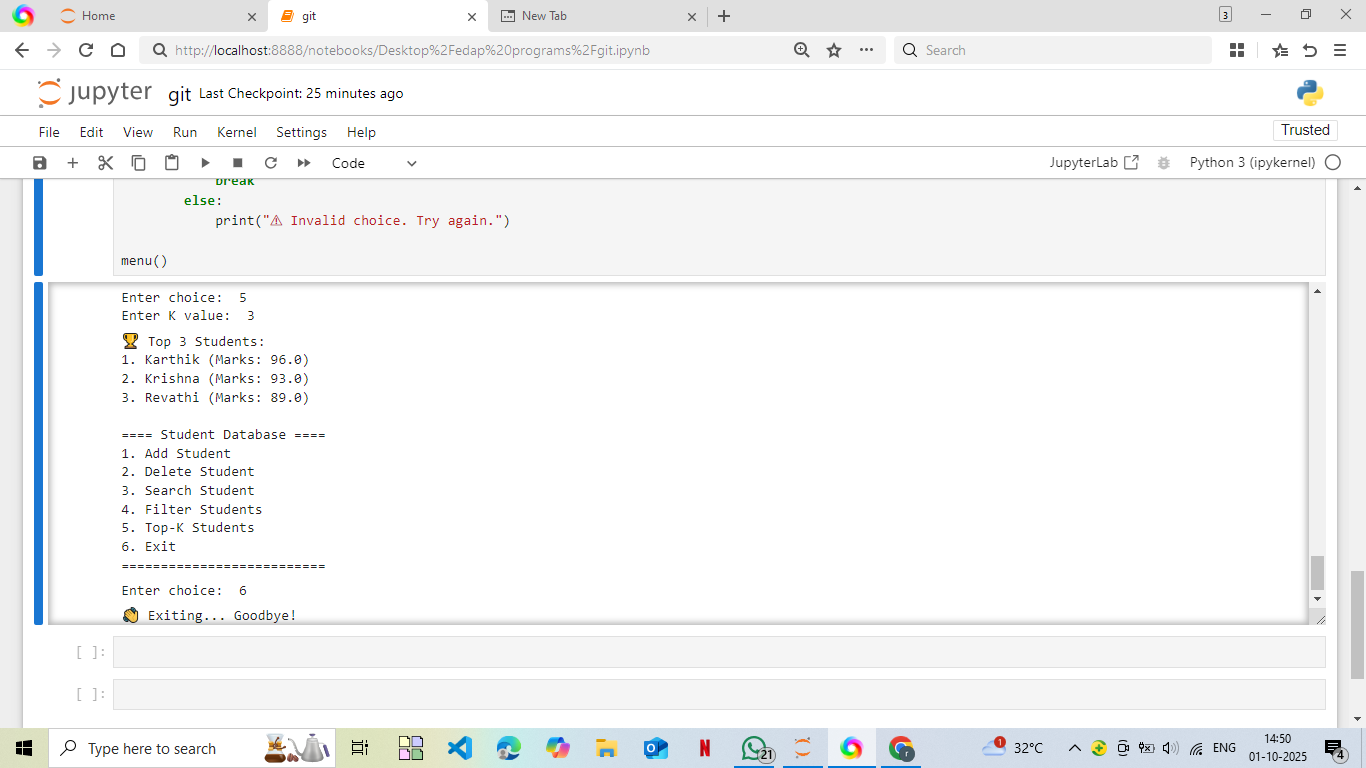 Home
git
New Tab
3
http://localhost:8888/notebooks/Desktop%2Fedap%20programs%2Fgit.ipynb
Search
jupyter git Last Checkpoint: 25 minutes ago
File Edit View Run Kernel Settings Help
Trusted
Code
JupyterLab
Python 3 (ipykernel)
break
else:
print("⚠ Invalid choice. Try again.")
menu()
Enter choice: 5
Enter K value: 3
🏆 Top 3 Students:
1. Karthik (Marks: 96.0)
2. Krishna (Marks: 93.0)
3. Revathi (Marks: 89.0)
==== Student Database ====
1. Add Student
2. Delete Student
3. Search Student
4. Filter Students
5. Top-K Students
6. Exit
==========================
Enter choice: 6
👋 Exiting... Goodbye!
[ ]:
[ ]:
Type here to search
21
1
32°C
ENG
14:50
01-10-2025
4